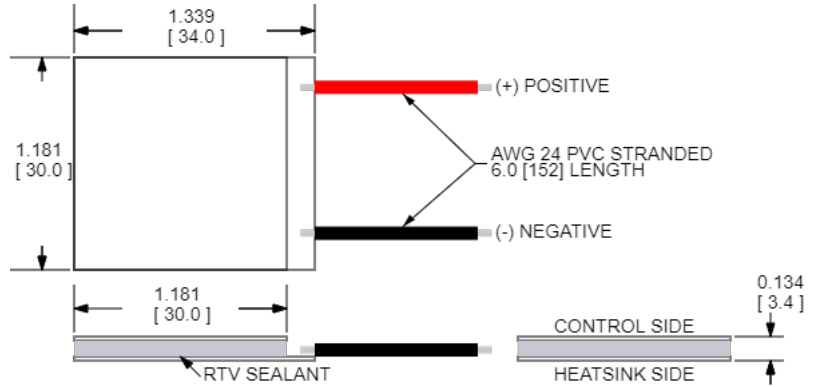 1.339
[ 34.0 ]
(+) POSITIVE
1.181
[ 30.0 ]
AWG 24 PVC STRANDED
6.0 [152] LENGTH
(-) NEGATIVE
1.181
[ 30.0 ]
0.134
[ 3.4 ]
CONTROL SIDE
RTV SEALANT
HEATSINK SIDE